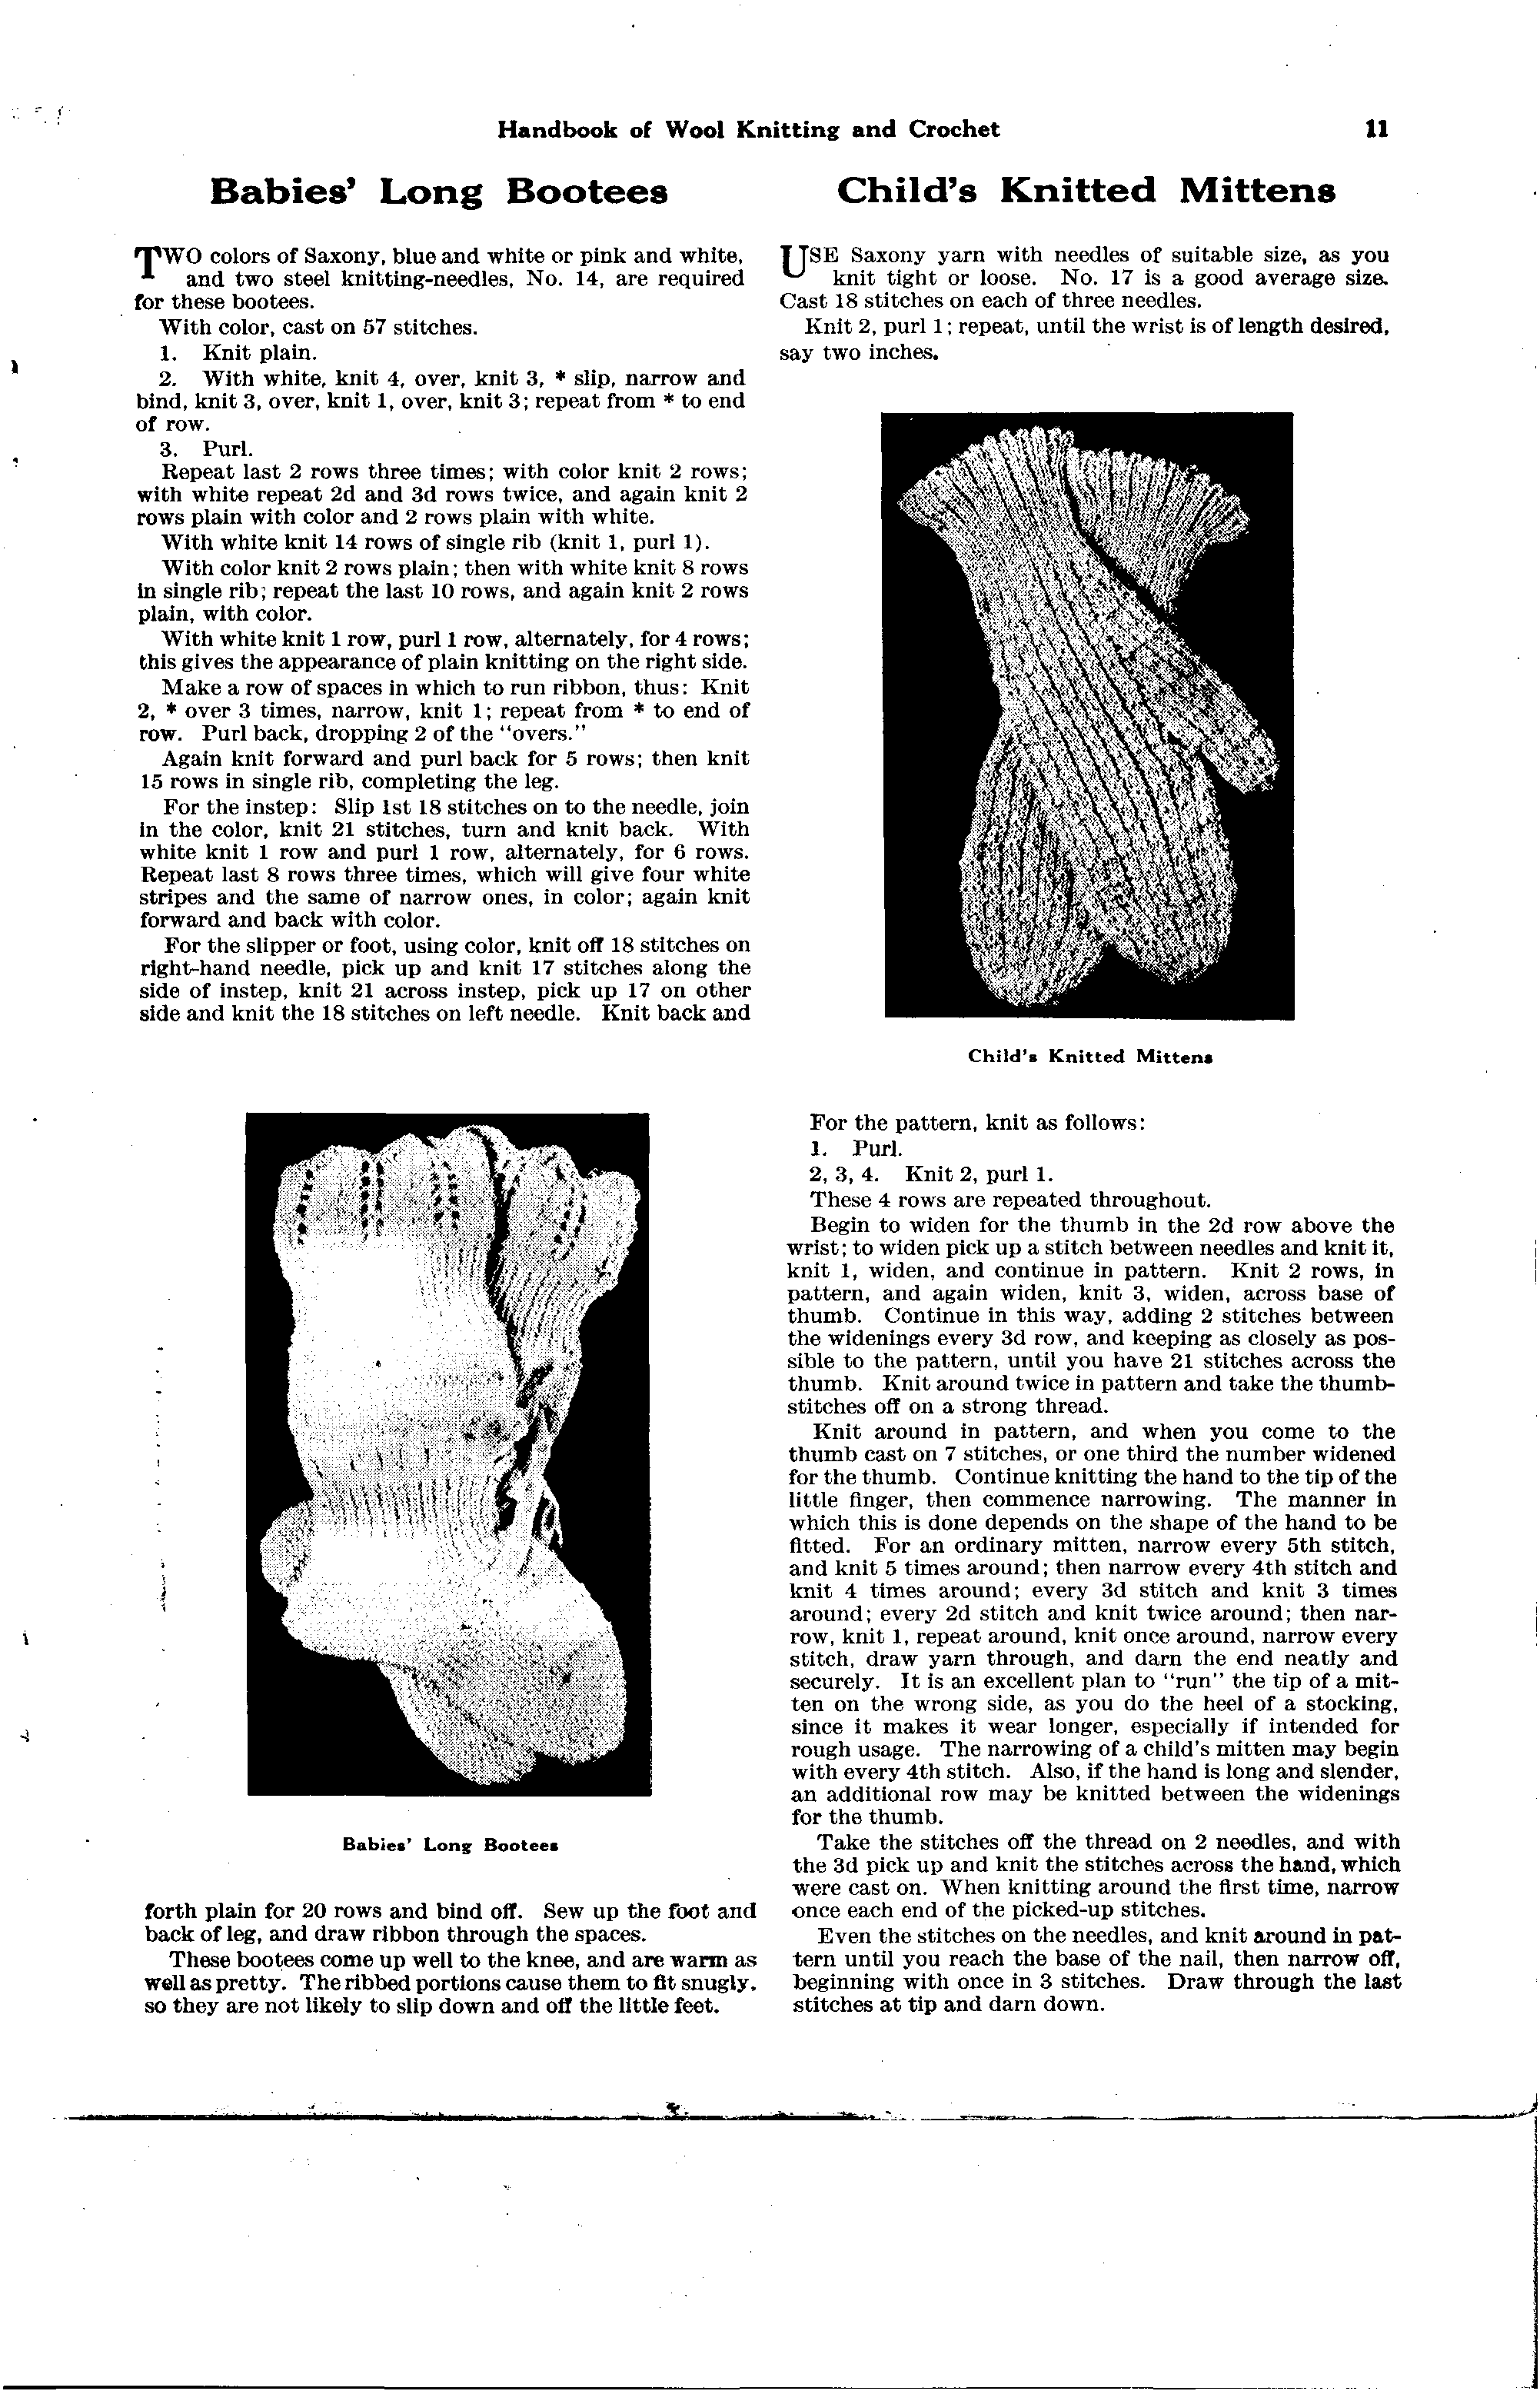 Handbook of Wool Knitting and Crochet 11
Babies' Long Bootees
TWO colors of Saxony, blue and white or pink and white,
and two steel knitting-needles, No. 14, are required
for these bootees.
With color, cast on 57 stitches.
1. Knit plain.
2. With white, knit 4, over, knit 3, * slip, narrow and
bind, knit 3, over, knit 1, over, knit 3; repeat from * to end
of row.
3. Purl.
Repeat last 2 rows three times; with color knit 2 rows;
with white repeat 2d and 3d rows twice, and again knit 2
rows plain with color and 2 rows plain with white.
With white knit 14 rows of single rib (knit 1, purl 1).
With color knit 2 rows plain; then with white knit 8 rows
in single rib; repeat the last 10 rows, and again knit 2 rows
plain, with color.
With white knit 1 row, purl 1 row, alternately, for 4 rows;
this gives the appearance of plain knitting on the right side.
Make a row of spaces in which to run ribbon, thus: Knit
2, * over 3 times, narrow, knit 1; repeat from * to end of
row. Purl back, dropping 2 of the "overs."
Again knit forward and purl back for 5 rows; then knit
15 rows in single rib, completing the leg.
For the instep: Slip 1st 18 stitches on to the needle, join
in the color, knit 21 stitches, turn and knit back. With
white knit 1 row and purl 1 row, alternately, for 6 rows.
Repeat last 8 rows three times, which will give four white
stripes and the same of narrow ones, in color; again knit
forward and back with color.
For the slipper or foot, using color, knit off 18 stitches on
right-hand needle, pick up and knit 17 stitches along the
side of instep, knit 21 across instep, pick up 17 on other
side and knit the 18 stitches on left needle. Knit back and
Babies' Long Bootees
forth plain for 20 rows and bind off. Sew up the foot and
back of leg, and draw ribbon through the spaces.
These bootees come up well to the knee, and are warm as
well as pretty. The ribbed portions cause them to fit snugly,
so they are not likely to slip down and off the little feet.
Child's Knitted Mittens
USE Saxony yarn with needles of suitable size, as you
knit tight or loose. No. 17 is a good average size.
Cast 18 stitches on each of three needles.
Knit 2, purl 1; repeat, until the wrist is of length desired,
say two inches.
Child's Knitted Mittens
For the pattern, knit as follows:
1. Purl.
2, 3, 4. Knit 2, purl 1.
These 4 rows are repeated throughout.
Begin to widen for the thumb in the 2d row above the
wrist; to widen pick up a stitch between needles and knit it,
knit 1, widen, and continue in pattern. Knit 2 rows, in
pattern, and again widen, knit 3, widen, across base of
thumb. Continue in this way, adding 2 stitches between
the widenings every 3d row, and keeping as closely as pos-
sible to the pattern, until you have 21 stitches across the
thumb. Knit around twice in pattern and take the thumb-
stitches off on a strong thread.
Knit around in pattern, and when you come to the
thumb cast on 7 stitches, or one third the number widened
for the thumb. Continue knitting the hand to the tip of the
little finger, then commence narrowing. The manner in
which this is done depends on the shape of the hand to be
fitted. For an ordinary mitten, narrow every 5th stitch,
and knit 5 times around; then narrow every 4th stitch and
knit 4 times around; every 3d stitch and knit 3 times
around; every 2d stitch and knit twice around; then nar-
row, knit 1, repeat around, knit once around, narrow every
stitch, draw yarn through, and darn the end neatly and
securely. It is an excellent plan to "run" the tip of a mit-
ten on the wrong side, as you do the heel of a stocking,
since it makes it wear longer, especially if intended for
rough usage. The narrowing of a child's mitten may begin
with every 4th stitch. Also, if the hand is long and slender,
an additional row may be knitted between the widenings
for the thumb.
Take the stitches off the thread on 2 needles, and with
the 3d pick up and knit the stitches across the hand, which
were cast on. When knitting around the first time, narrow
once each end of the picked-up stitches.
Even the stitches on the needles, and knit around in pat-
tern until you reach the base of the nail, then narrow off,
beginning with once in 3 stitches. Draw through the last
stitches at tip and darn down.